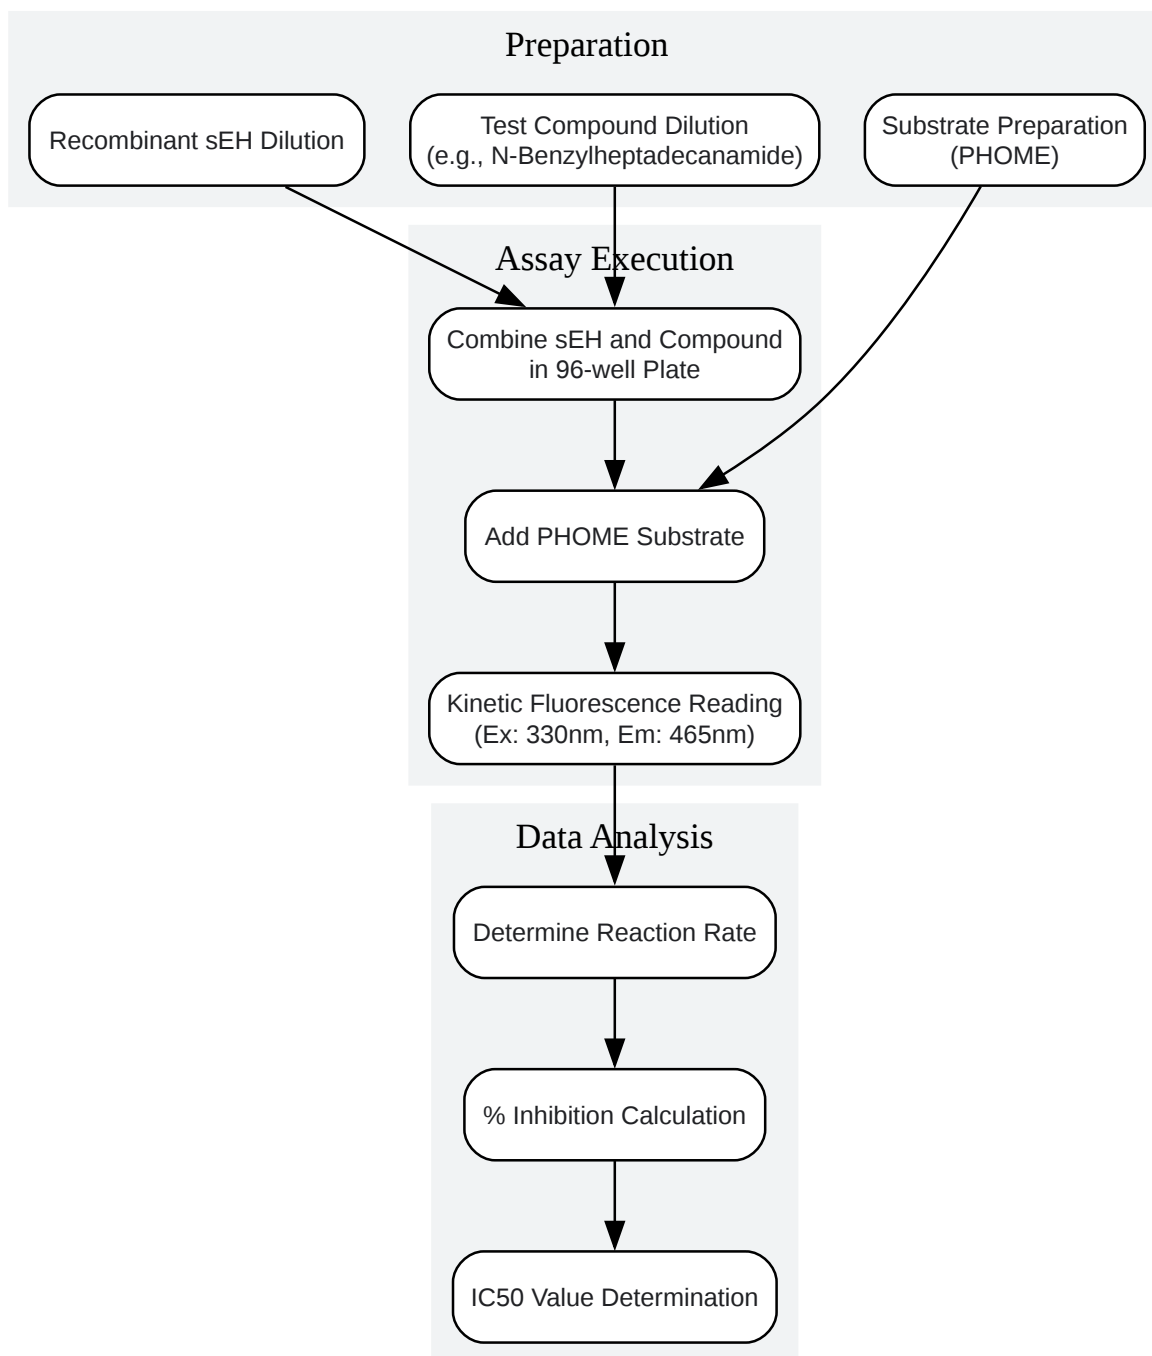 Preparation
Recombinant sEH Dilution
Test Compound Dilution
(e.g., N-Benzylheptadecanamide)
Substrate Preparation
(PHOME)
Assay Execution
Combine sEH and Compound
in 96-well Plate
Add PHOME Substrate
Kinetic Fluorescence Reading
(Ex: 330nm, Em: 465nm)
Data Analysis
Determine Reaction Rate
% Inhibition Calculation
IC50 Value Determination